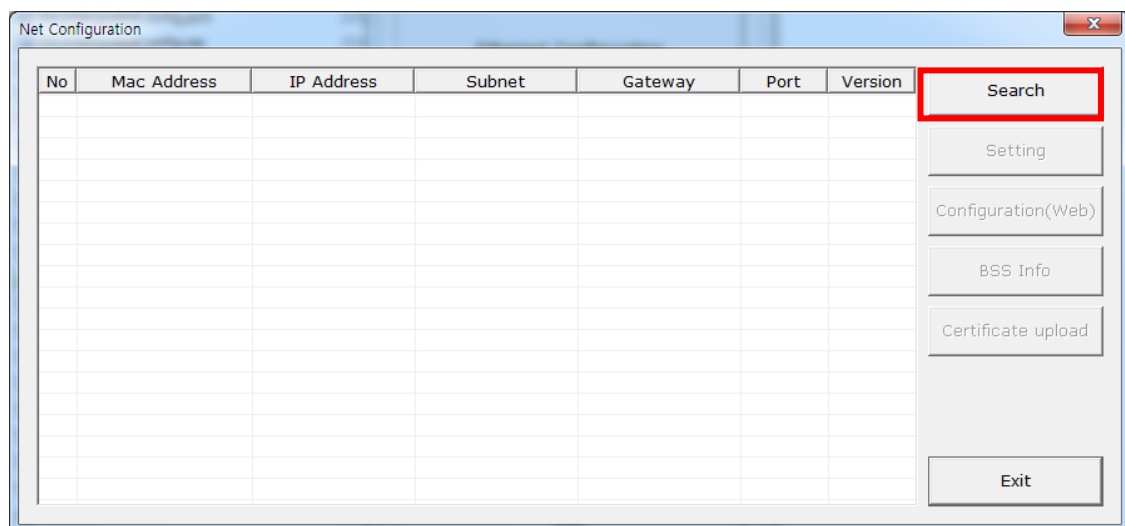 Net Configuration
No Mac Address IP Address Subnet Gateway Port Version
Search
Setting
Configuration(Web)
BSS Info
Certificate upload
Exit